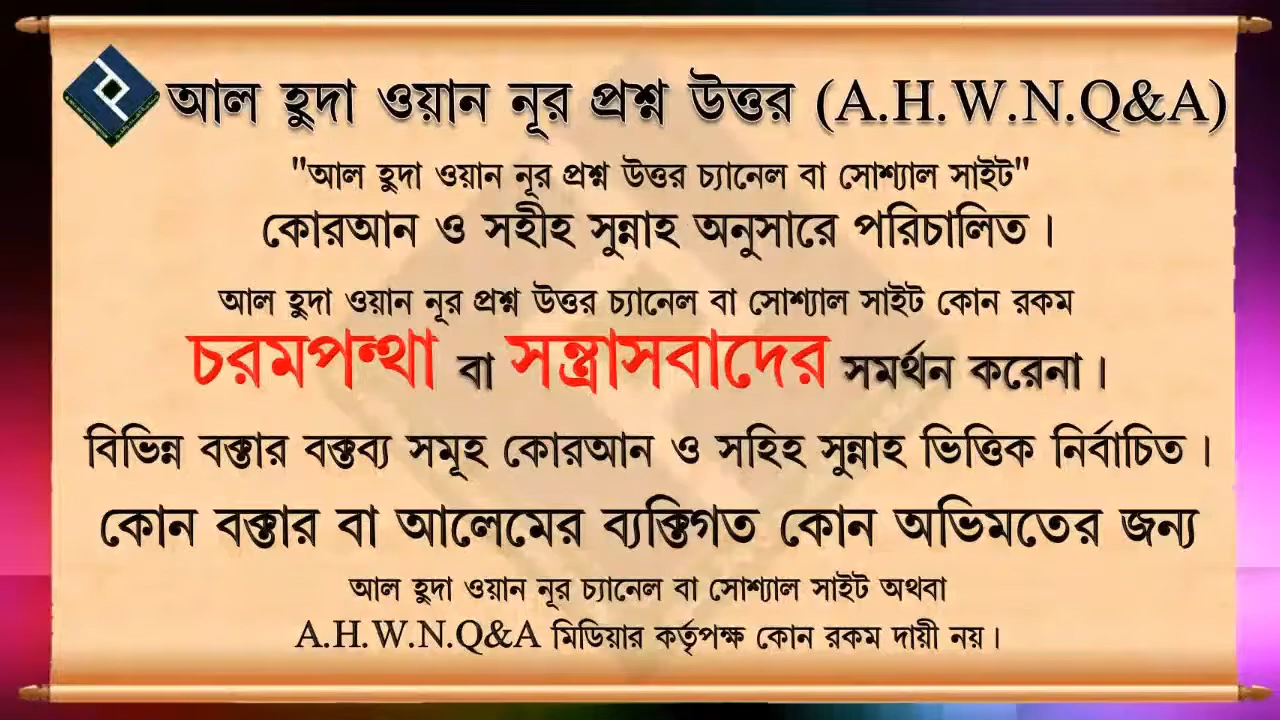 আল হুদা ওয়ান নূর প্রশ্ন উত্তর (A.H.W.N.Q&A)
"আল হুদা ওয়ান নূর প্রশ্ন উত্তর চ্যানেল বা সোশ্যাল সাইট"
কোরআন ও সহীহ সুন্নাহ অনুসারে পরিচালিত।
আল হুদা ওয়ান নূর প্রশ্ন উত্তর চ্যানেল বা সোশ্যাল সাইট কোন রকম
চরমপন্থা বা সন্ত্রাসবাদের সমর্থন করেনা।
বিভিন্ন বক্তার বক্তব্য সমূহ কোরআন ও সহিহ সুন্নাহ ভিত্তিক নির্বাচিত।
কোন বক্তার বা আলেমের ব্যক্তিগত কোন অভিমতের জন্য
আল হুদা ওয়ান নূর চ্যানেল বা সোশ্যাল সাইট অথবা
A.H.W.N.Q&A মিডিয়ার কর্তৃপক্ষ কোন রকম দায়ী নয়।